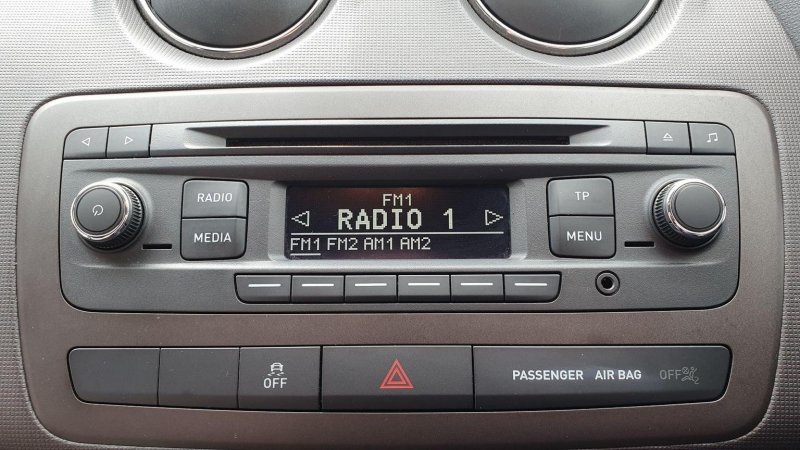 RADIO
MEDIA
FM1
RADIO 1
FM1 FM2 AM1 AM2
TP
MENU
OFF
PASSENGER AIR BAG OFF